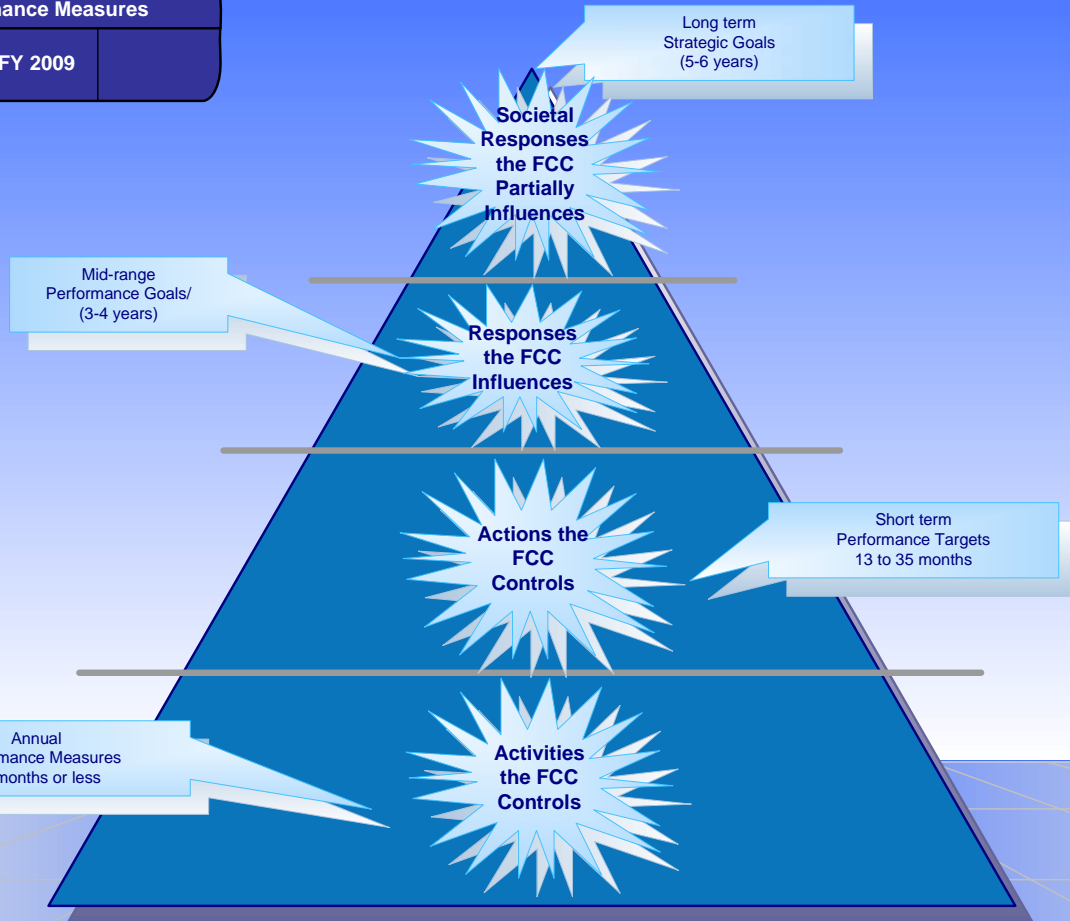 Measures
FY 2009
Long term
Strategic Goals
(5-6 years)
Societal
Responses
the FCC
Partially
Influences
Mid-range
Performance Goals/
(3-4 years)
Responses
the FCC
Influences
Actions the
FCC
Controls
Short term
Performance Targets
13 to 35 months
Annual
Measures
months or less
Activities
the FCC
Controls